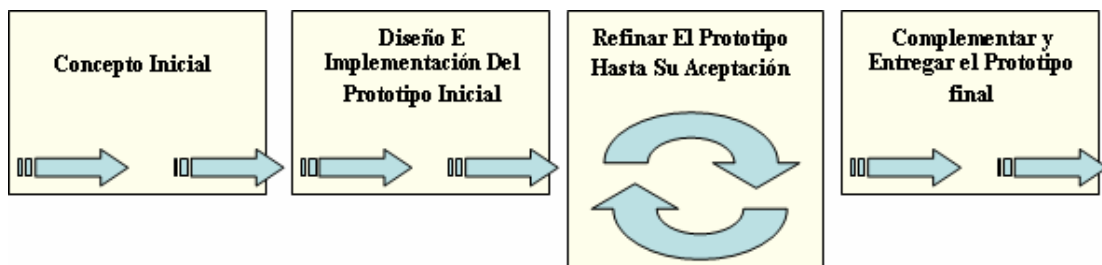 Concepto Inicial
Diseño E
Implementación Del
Prototipo Inicial
Refinar El Prototipo
Hasta Su Aceptación
Complementar y
Entregar el Prototipo
final